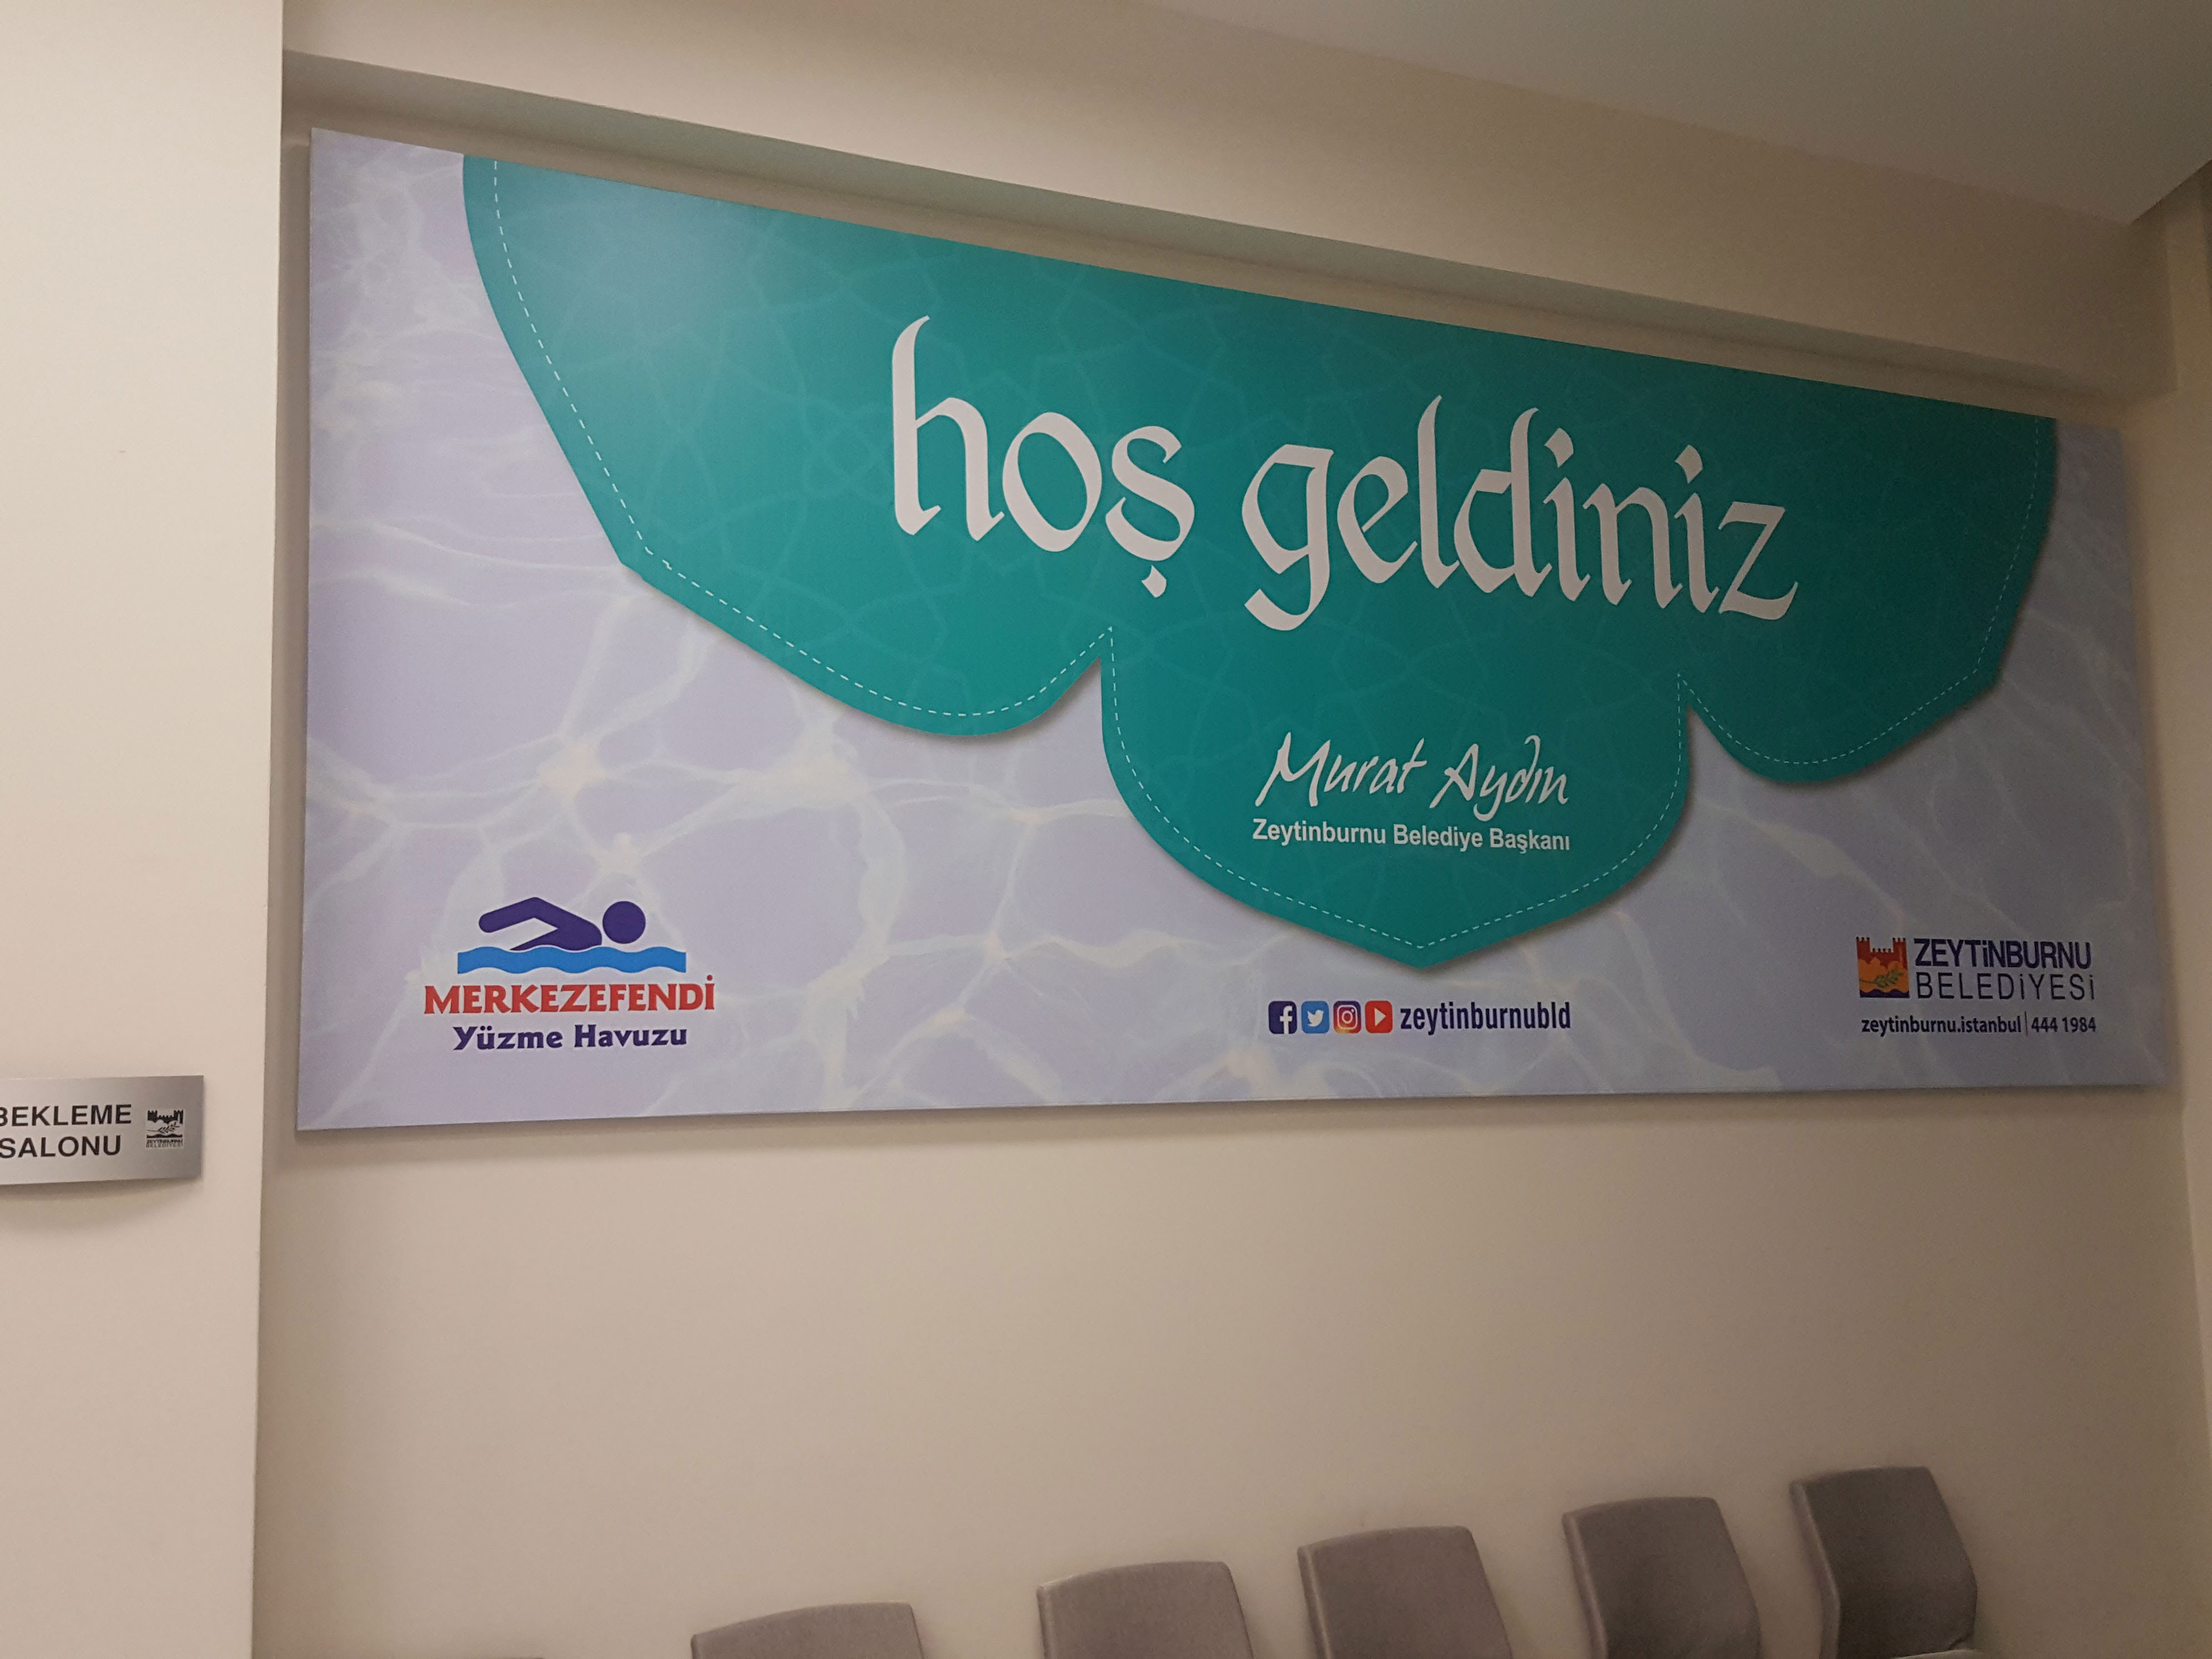 hoş geldiniz
Murat Aydın
Zeytinburnu Belediye Başkanı
MERKEZEFENDİ
Yüzme Havuzu
zeytinburnubld
ZEYTİNBURNU
BELEDİYESİ
zeytinburnu.istanbul | 444 1984
BEKLEME
SALONU